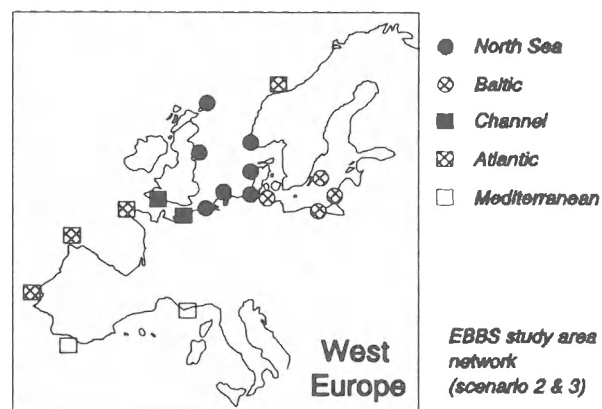 North Sea
Baltic
Channel
Atlantic
Mediterranean
West
Europe
EBBS study area
network
(scenario 2 & 3)